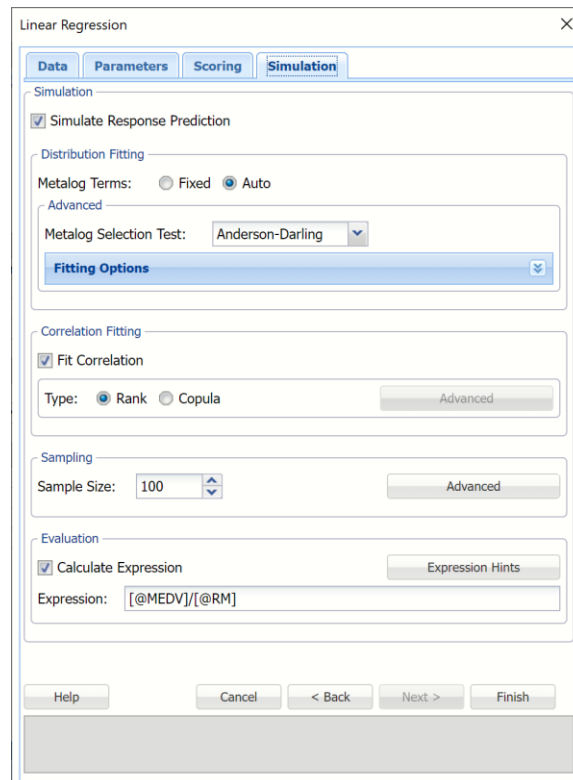 Linear Regression
Data Parameters Scoring Simulation
Simulation
Simulate Response Prediction
Distribution Fitting
Metalog Terms: Fixed Auto
Advanced
Metalog Selection Test: Anderson-Darling
Fitting Options
Correlation Fitting
Fit Correlation
Type: Rank Copula Advanced
Sampling
Sample Size: 100 Advanced
Evaluation
Calculate Expression Expression Hints
Expression: [@MEDV]/[@RM]
Help Cancel < Back Next > Finish